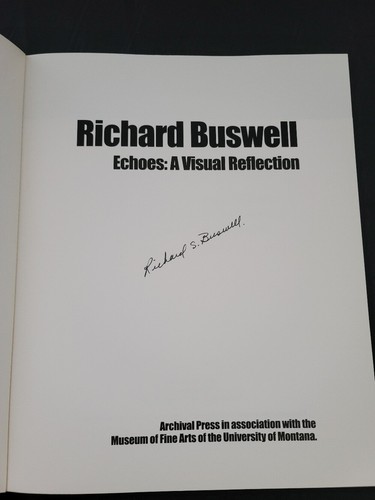 Richard Buswell
Echoes: A Visual Reflection
Richard S. Buswell.
Archival Press in association with the
Museum of Fine Arts of the University of Montana.